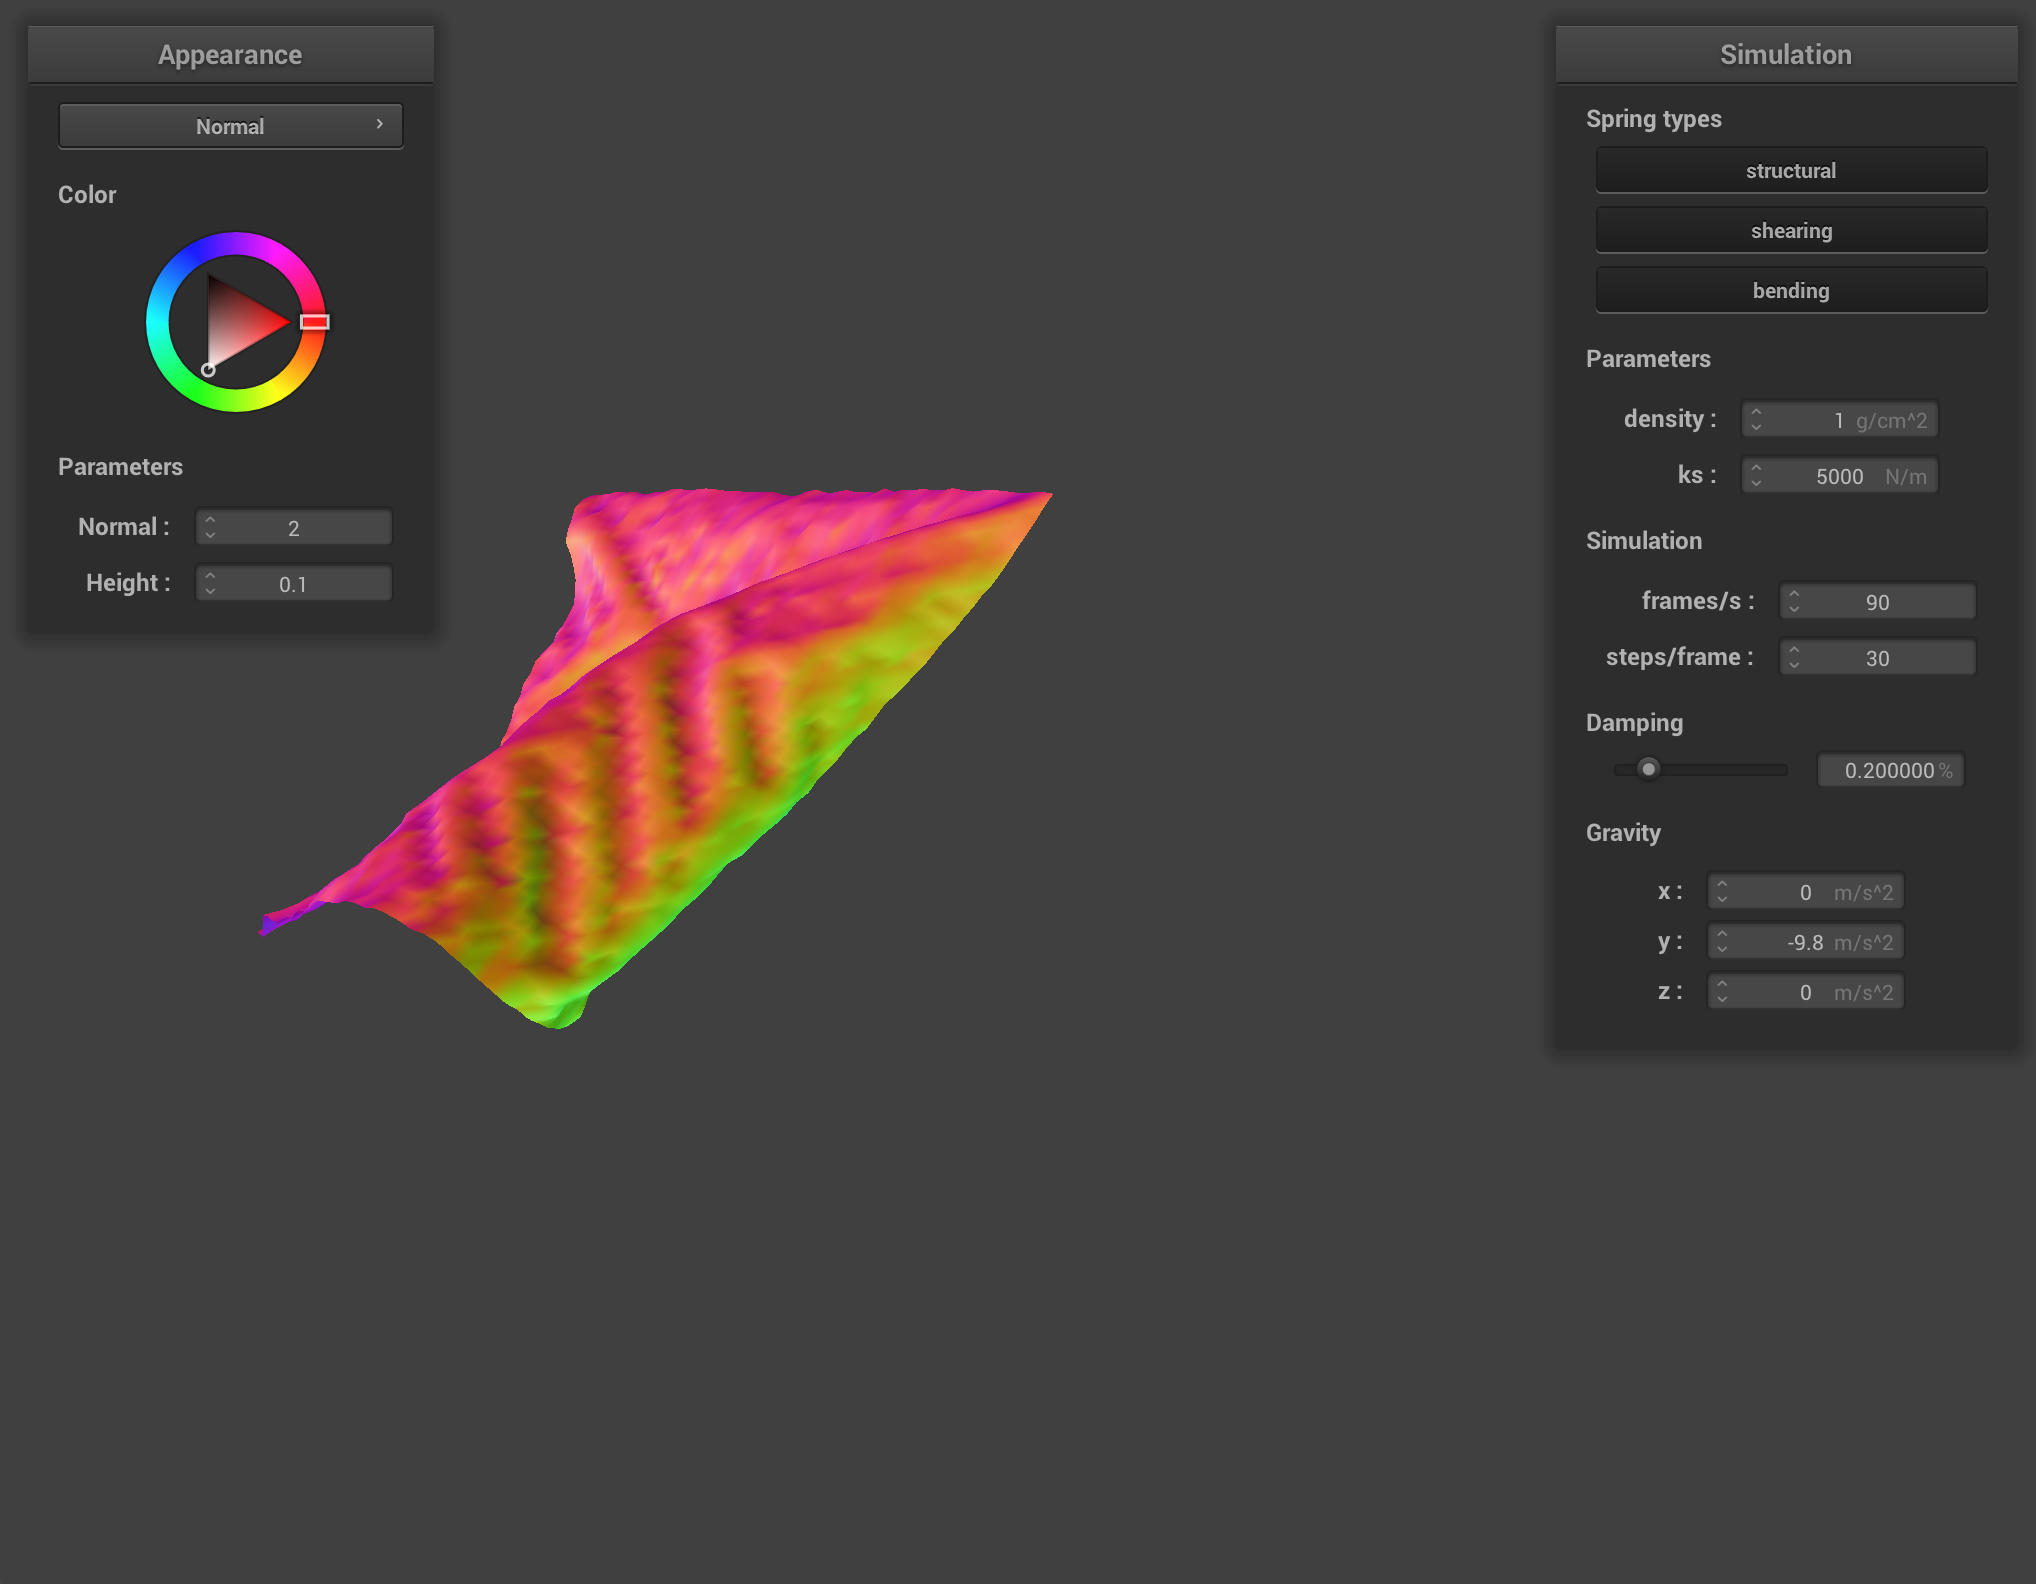 Appearance
Normal
Color
Parameters
Normal : 2
Height : 0.1
Simulation
Spring types
structural
shearing
bending
Parameters
density : 1 g/cm^2
ks : 5000 N/m
Simulation
frames/s : 90
steps/frame : 30
Damping
0.200000 %
Gravity
x : 0 m/s^2
y : -9.8 m/s^2
z : 0 m/s^2